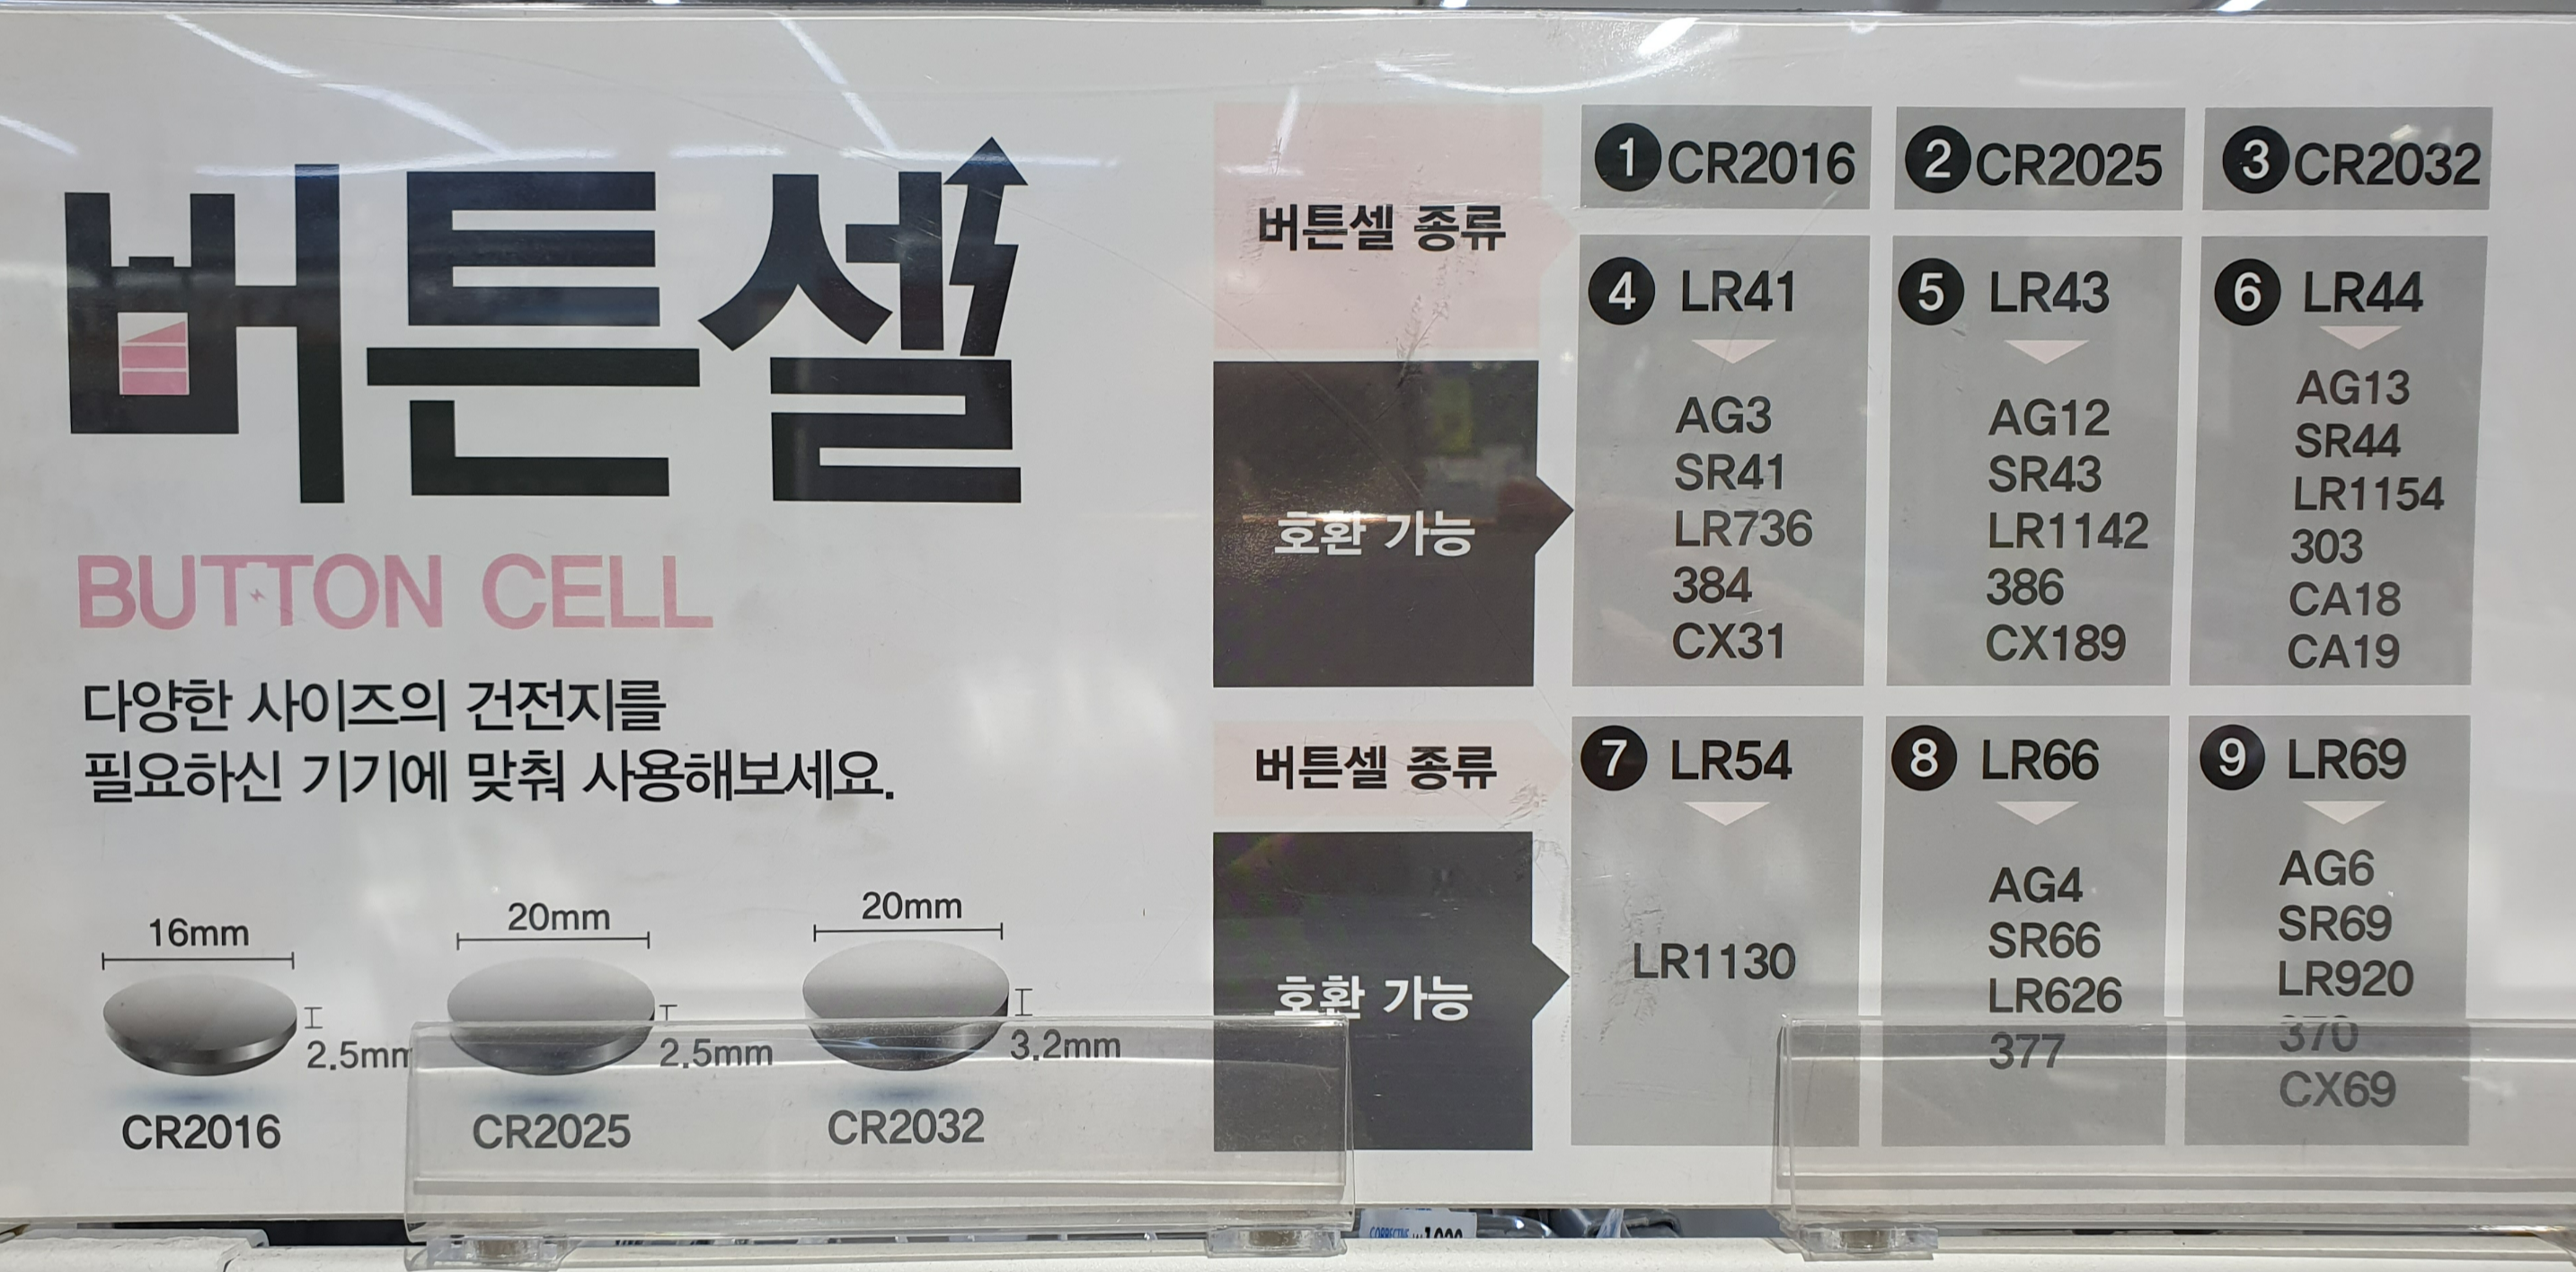 버튼셀
BUTTON CELL
다양한 사이즈의 건전지를
필요하신 기기에 맞춰 사용해보세요.
16mm
2.5mm
CR2016
20mm
2.5mm
CR2025
20mm
3.2mm
CR2032
버튼셀 종류
1 CR2016
2 CR2025
3 CR2032
4 LR41
5 LR43
6 LR44
호환 가능
AG3
SR41
LR736
384
CX31
AG12
SR43
LR1142
386
CX189
AG13
SR44
LR1154
303
CA18
CA19
버튼셀 종류
7 LR54
8 LR66
9 LR69
호환 가능
LR1130
AG4
SR66
LR626
377
AG6
SR69
LR920
370
CX69